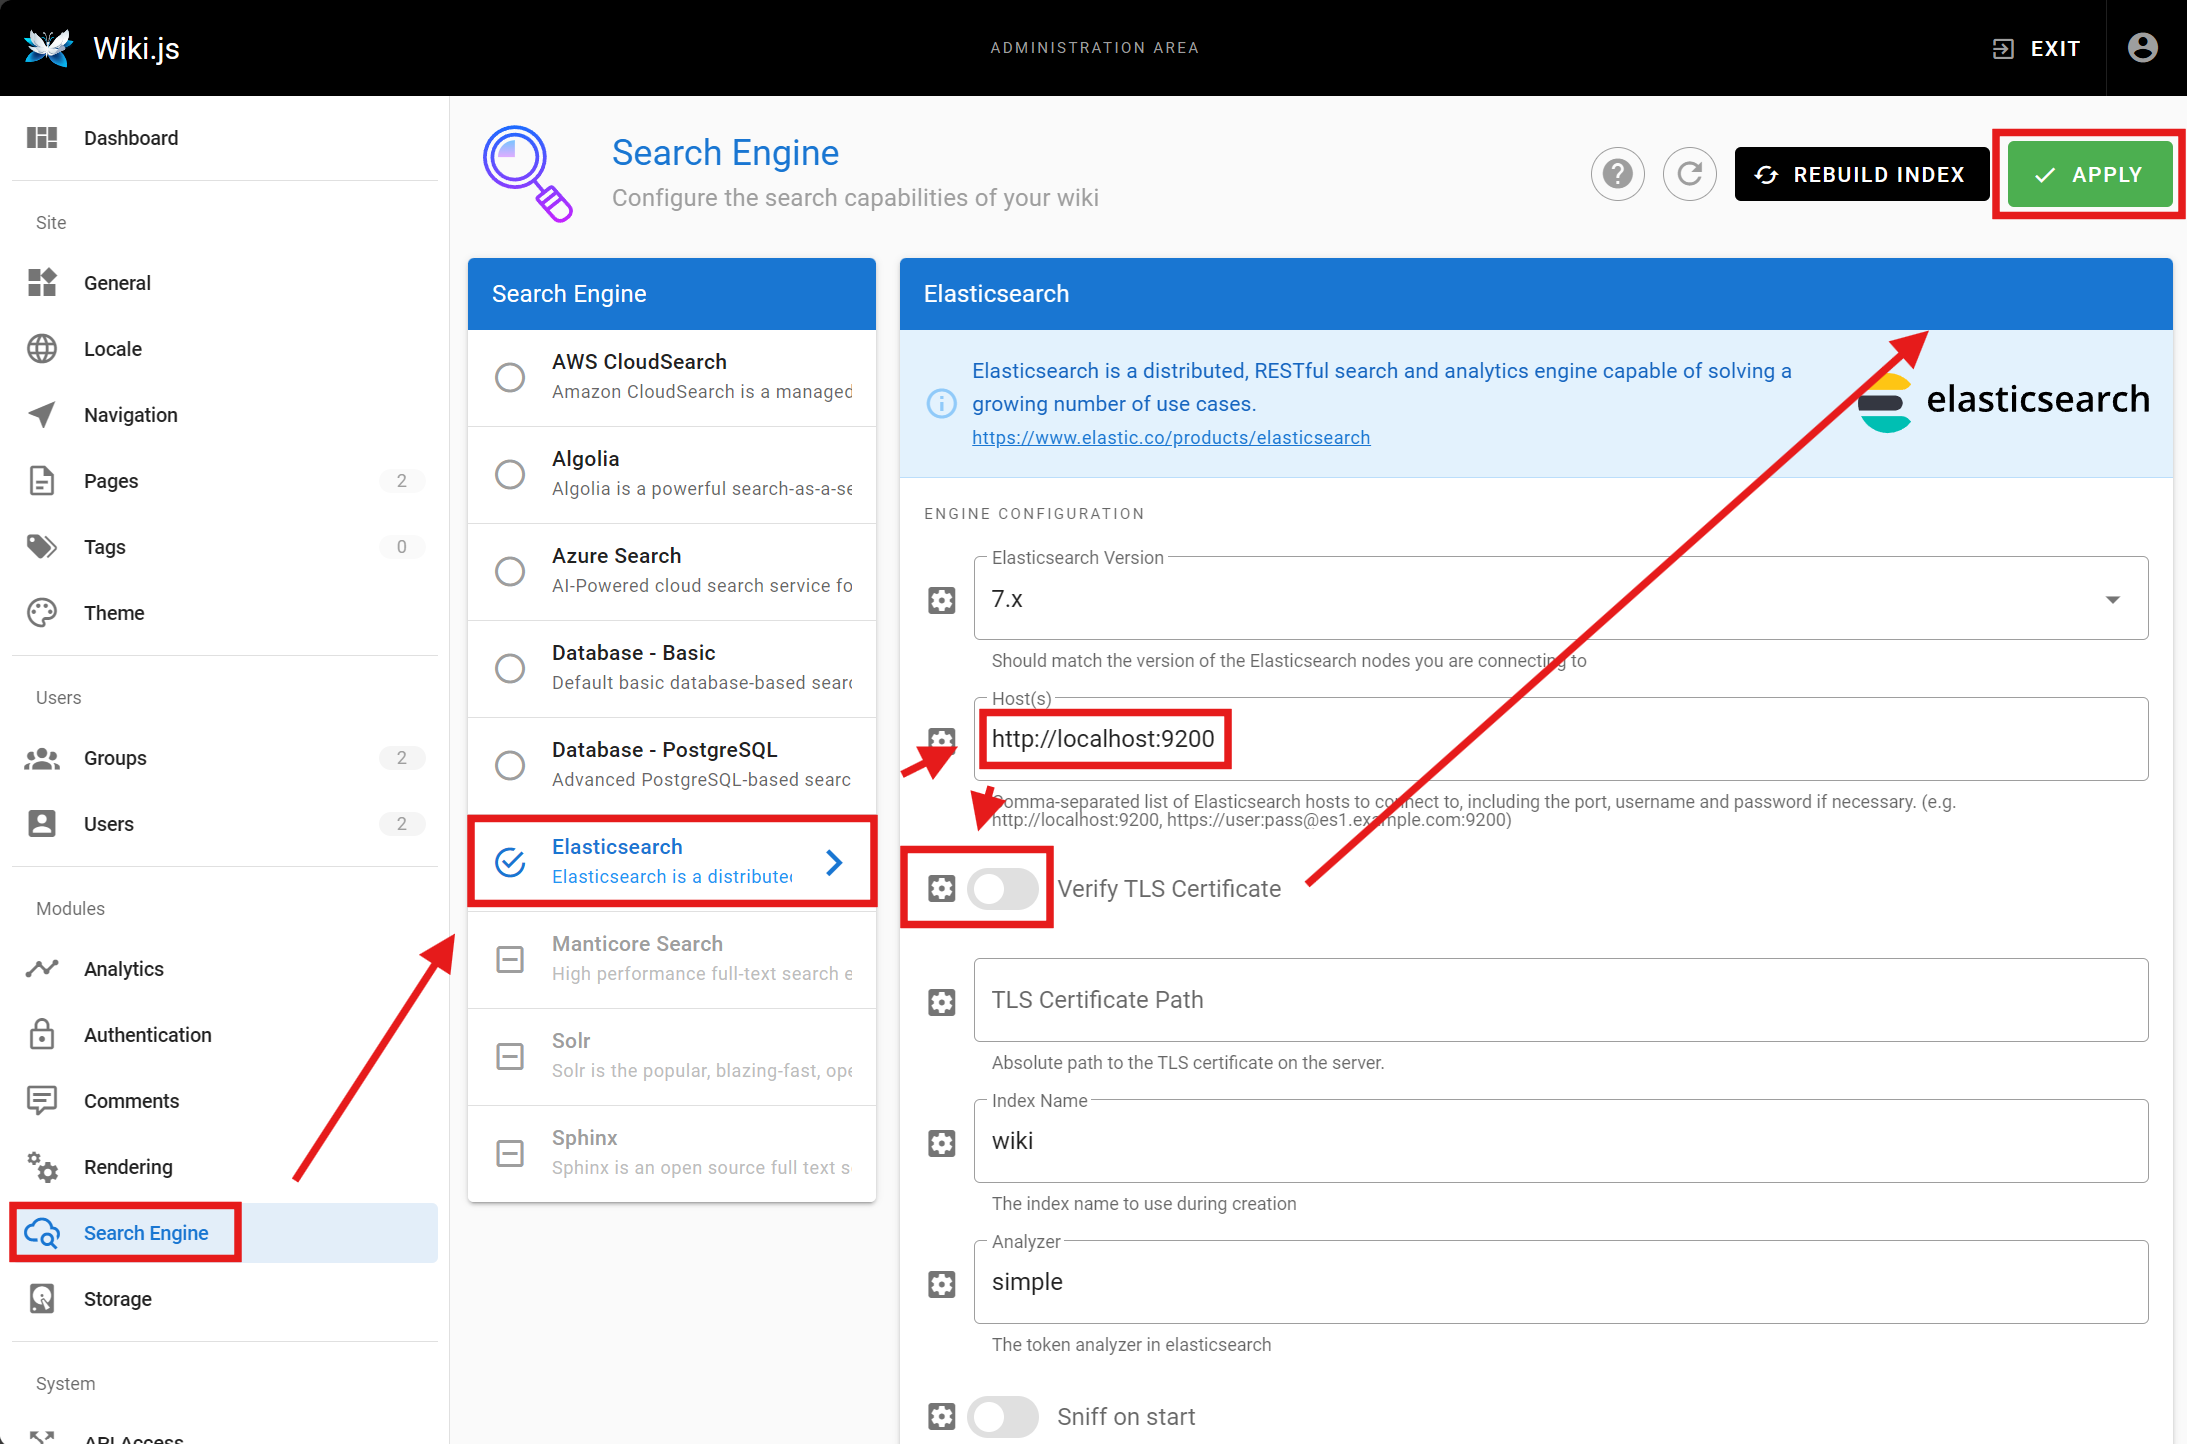 Wiki.js
ADMINISTRATION AREA
EXIT
Dashboard
Site
General
Locale
Navigation
Pages
2
Tags
0
Theme
Users
Groups
2
Users
2
Modules
Analytics
Authentication
Comments
Rendering
Search Engine
Storage
System
API Access
Search Engine
Configure the search capabilities of your wiki
REBUILD INDEX
APPLY
Search Engine
AWS CloudSearch
Amazon CloudSearch is a managed
Algolia
Algolia is a powerful search-as-a-se
Azure Search
AI-Powered cloud search service fo
Database - Basic
Default basic database-based searc
Database - PostgreSQL
Advanced PostgreSQL-based searc
Elasticsearch
Elasticsearch is a distributed
Manticore Search
High performance full-text search e
Solr
Solr is the popular, blazing-fast, ope
Sphinx
Sphinx is an open source full text s
Elasticsearch
Elasticsearch is a distributed, RESTful search and analytics engine capable of solving a
growing number of use cases.
https://www.elastic.co/products/elasticsearch
elasticsearch
ENGINE CONFIGURATION
Elasticsearch Version
7.x
Should match the version of the Elasticsearch nodes you are connecting to
Host(s)
http://localhost:9200
Comma-separated list of Elasticsearch hosts to connect to, including the port, username and password if necessary. (e.g.
http://localhost:9200, https://user:pass@es1.example.com:9200)
Verify TLS Certificate
TLS Certificate Path
Absolute path to the TLS certificate on the server.
Index Name
wiki
The index name to use during creation
Analyzer
simple
The token analyzer in elasticsearch
Sniff on start